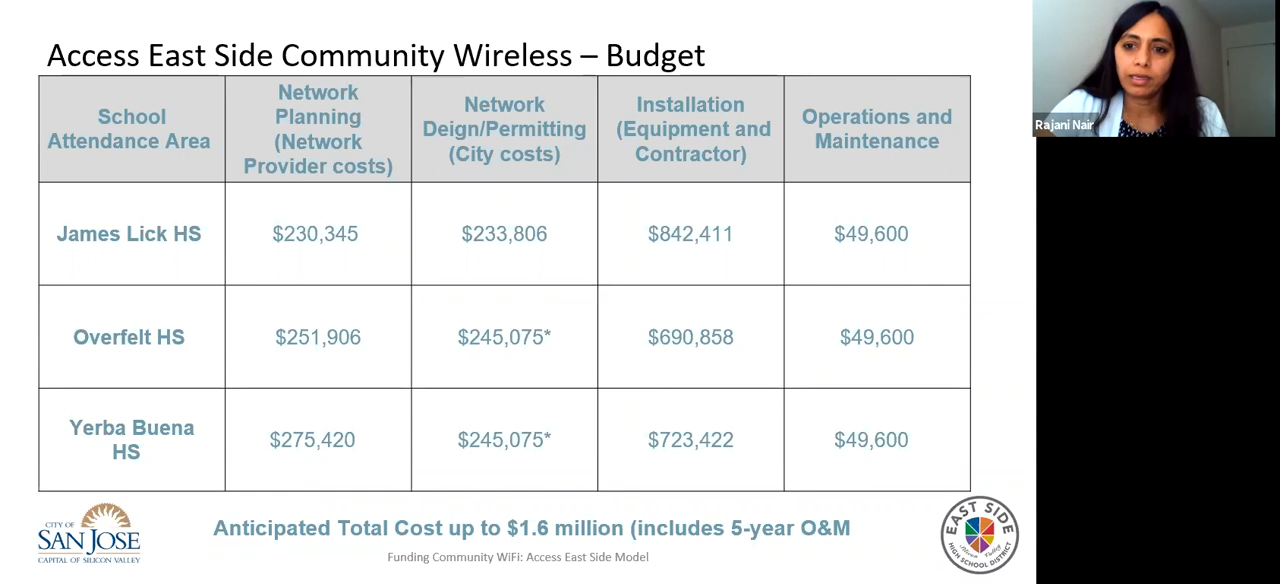 Access East Side Community Wireless – Budget
School
Attendance Area
Network
Planning
(Network
Provider costs)
Network
Deign/Permitting
(City costs)
Installation
(Equipment and
Contractor)
Operations and
Maintenance
James Lick HS
$230,345
$233,806
$842,411
$49,600
Overfelt HS
$251,906
$245,075*
$690,858
$49,600
Yerba Buena
HS
$275,420
$245,075*
$723,422
$49,600
Anticipated Total Cost up to $1.6 million (includes 5-year O&M
Funding Community WiFi: Access East Side Model
CITY OF
SAN JOSE
CAPITAL OF SILICON VALLEY
EAST SIDE
Silicon Valley
HIGH SCHOOL DISTRICT
Rajani Nair